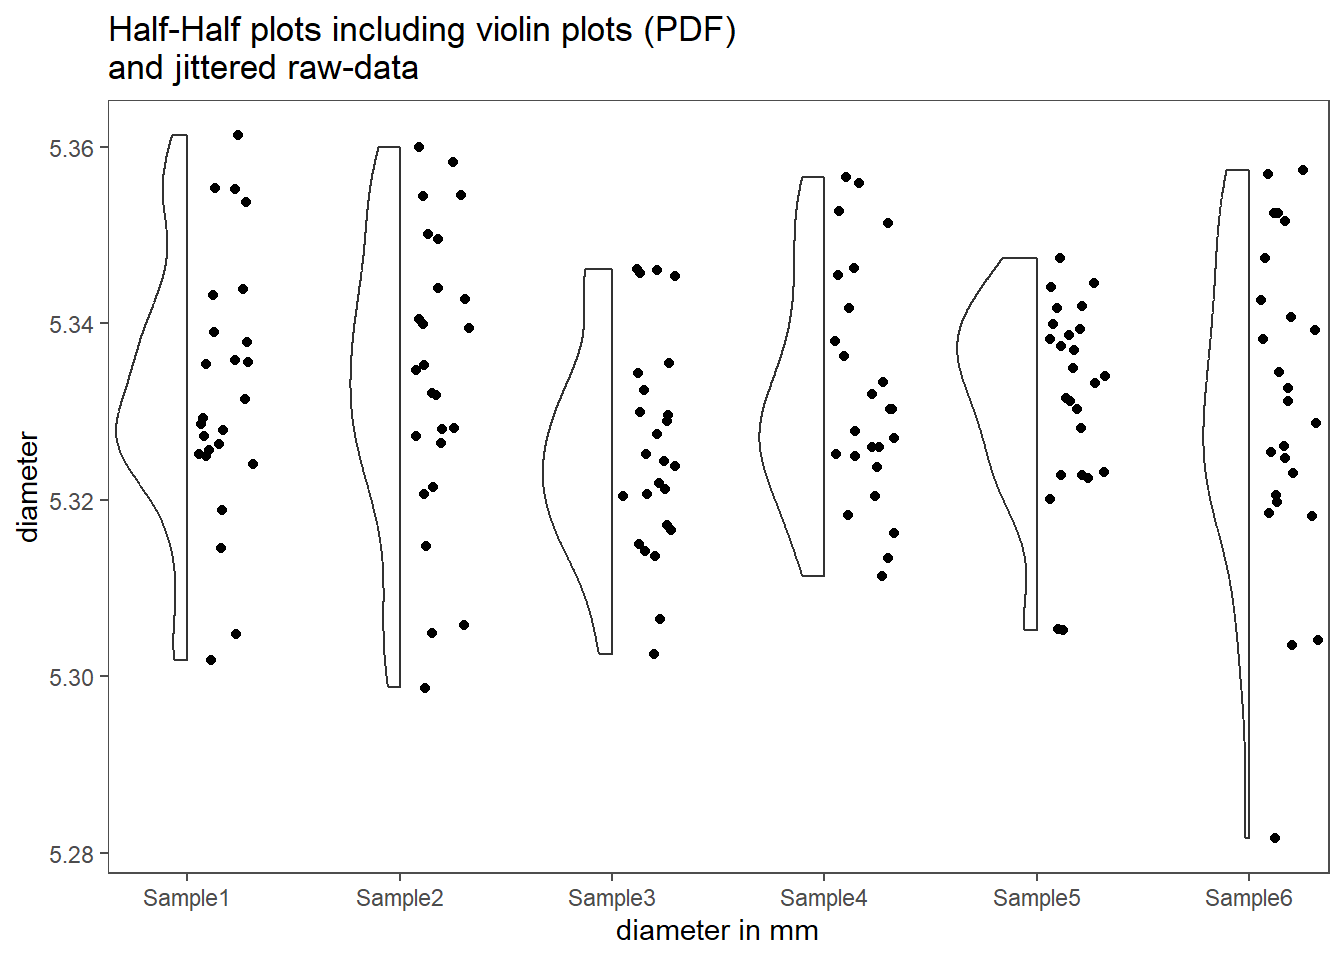 Half-Half plots including violin plots (PDF)
and jittered raw-data
5.36
5.34
5.32
5.30
5.28
diameter
Sample1
Sample2
Sample3
Sample4
Sample5
Sample6
diameter in mm